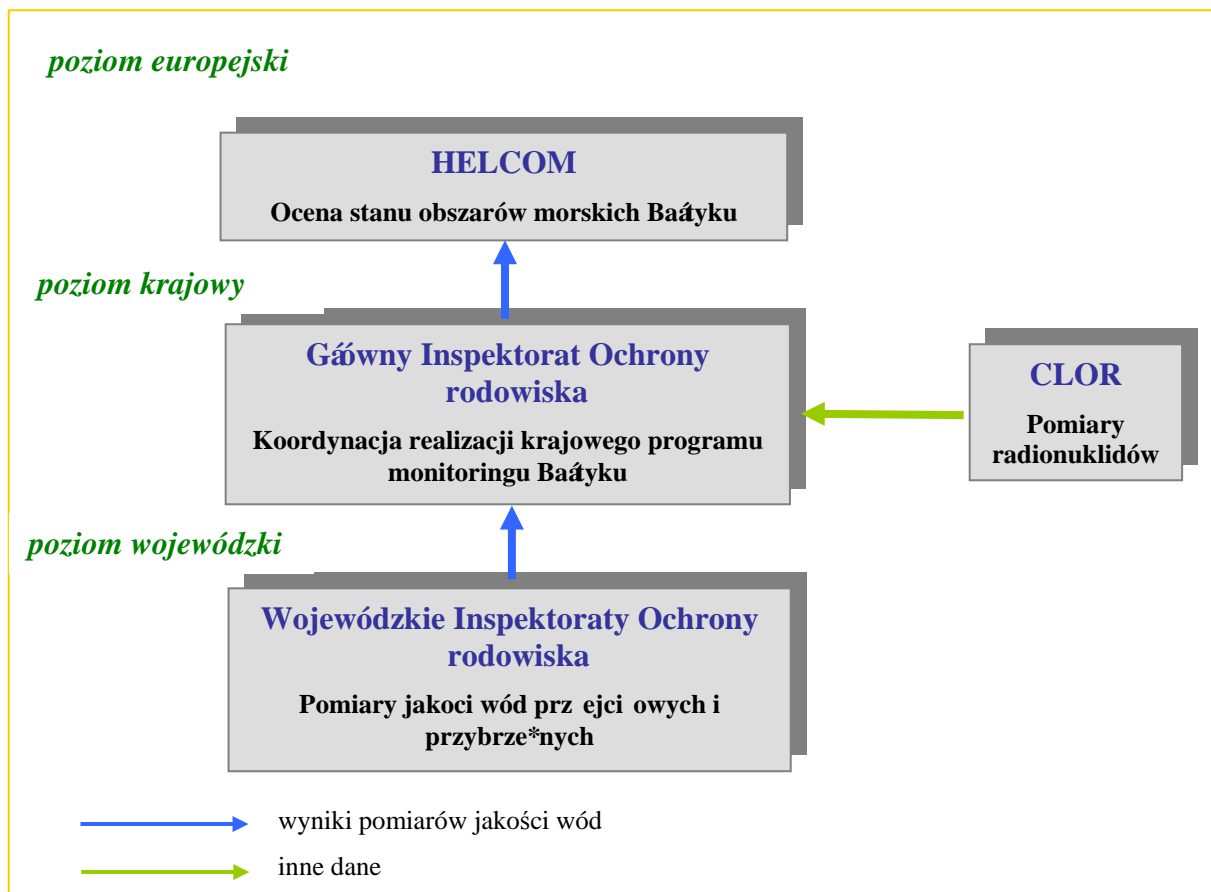 poziom europejski
HELCOM
Ocena stanu obszarów morskich Baátyku
poziom krajowy
Gáówny Inspektorat Ochrony
rodowiska
Koordynacja realizacji krajowego programu
monitoringu Baátyku
CLOR
Pomiary
radionuklidów
poziom wojewódzki
Wojewódzkie Inspektoraty Ochrony
rodowiska
Pomiary jakoci wód prz ejci owych i
przybrze*nych
wyniki pomiarów jakości wód
inne dane